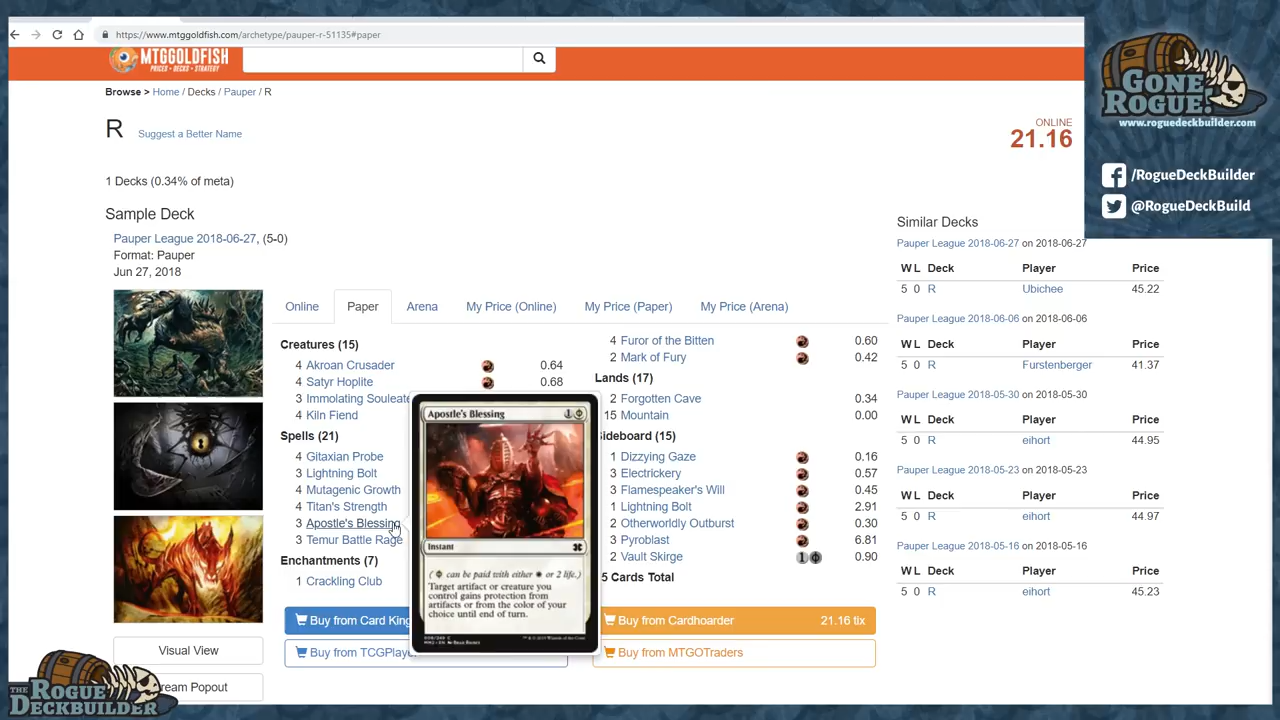 https://www.mtggoldfish.com/archetype/pauper-r-51135#paper
MTGGOLDFISH
PRICES - DECKS - STRATEGY
Browse > Home / Decks / Pauper / R
R Suggest a Better Name
ONLINE
21.16
1 Decks (0.34% of meta)
Sample Deck
Pauper League 2018-06-27, (5-0)
Format: Pauper
Jun 27, 2018
Online Paper Arena My Price (Online) My Price (Paper) My Price (Arena)
Creatures (15)
4 Akroan Crusader 0.64
4 Satyr Hoplite 0.68
3 Immolating Souleate
4 Kiln Fiend
Spells (21)
4 Gitaxian Probe
3 Lightning Bolt
4 Mutagenic Growth
4 Titan's Strength
3 Apostle's Blessing
3 Temur Battle Rage
Enchantments (7)
1 Crackling Club
4 Furor of the Bitten 0.60
2 Mark of Fury 0.42
Lands (17)
2 Forgotten Cave 0.34
15 Mountain 0.00
Sideboard (15)
1 Dizzying Gaze 0.16
3 Electrickery 0.57
3 Flamespeaker's Will 0.45
1 Lightning Bolt 2.91
2 Otherworldly Outburst 0.30
3 Pyroblast 6.81
2 Vault Skirge 1 0.90
5 Cards Total
Apostle's Blessing 1
Instant
( can be paid with either or 2 life.)
Target artifact or creature you
control gains protection from
artifacts or from the color of your
choice until end of turn.
Buy from Card King
Buy from Cardhoarder 21.16 tix
Buy from TCGPlaye
Buy from MTGOTraders
Visual View
ream Popout
Similar Decks
Pauper League 2018-06-27 on 2018-06-27
W L Deck Player Price
5 0 R Ubichee 45.22
Pauper League 2018-06-06 on 2018-06-06
W L Deck Player Price
5 0 R Furstenberger 41.37
Pauper League 2018-05-30 on 2018-05-30
W L Deck Player Price
5 0 R eihort 44.95
Pauper League 2018-05-23 on 2018-05-23
W L Deck Player Price
5 0 R eihort 44.97
Pauper League 2018-05-16 on 2018-05-16
W L Deck Player Price
5 0 R eihort 45.23
GONE
ROGUE!
www.roguedeckbuilder.com
/RogueDeckBuilder
@RogueDeckBuild
THE
ROGUE
DECKBUILDER